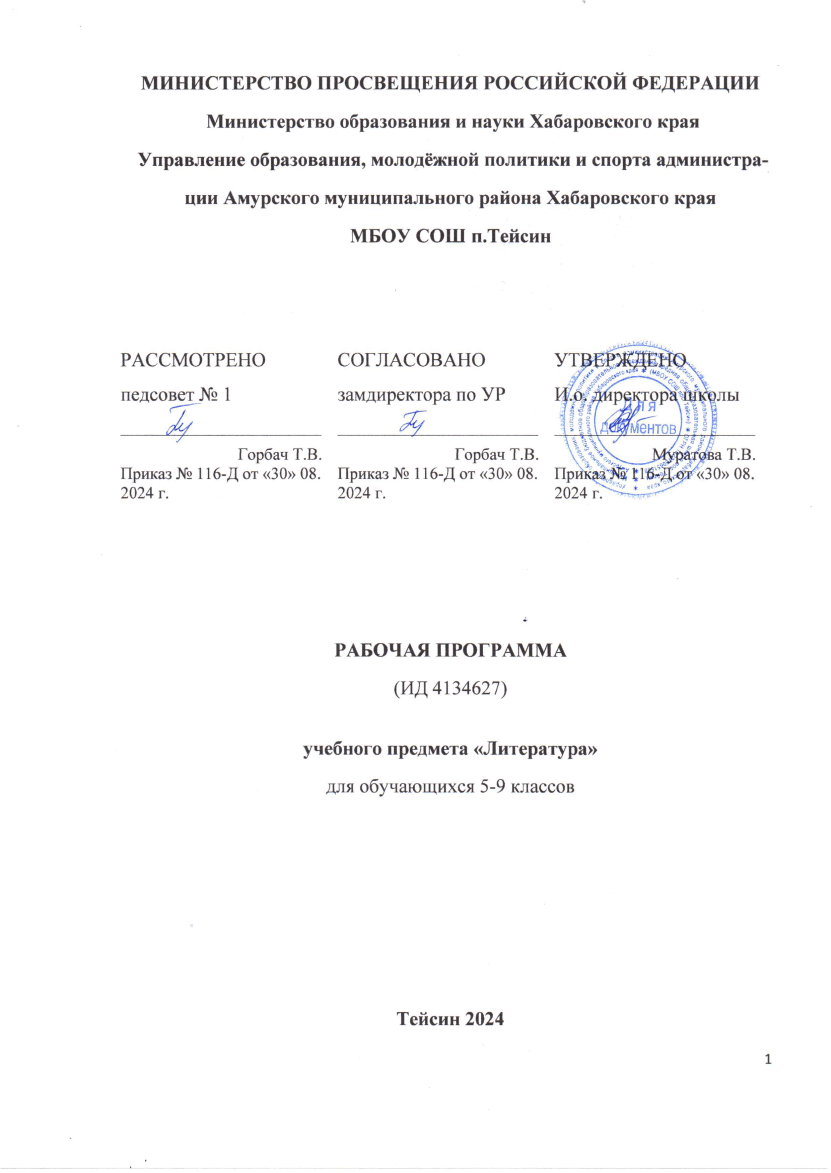 МИНИСТЕРСТВО ПРОСВЕЩЕНИЯ РОССИЙСКОЙ ФЕДЕРАЦИИ
Министерство образования и науки Хабаровского края
Управление образования, молодёжной политики и спорта администра-
ции Амурского муниципального района Хабаровского края
МБОУ СОШ п.Тейсин
РАССМОТРЕНО
педсовет № 1
Горбач Т.В.
Приказ № 116-Д от «30» 08.
2024 г.
СОГЛАСОВАНО
замдиректора по УР
Горбач Т.В.
Приказ № 116-Д от «30» 08.
2024 г.
УТВЕРЖДЕНО
И.о. директора школы
Для
документов
Муратова Т.В.
Приказ № 116-Д от «30» 08.
2024 г.
РАБОЧАЯ ПРОГРАММА
(ИД 4134627)
учебного предмета «Литература»
для обучающихся 5-9 классов
Тейсин 2024
1